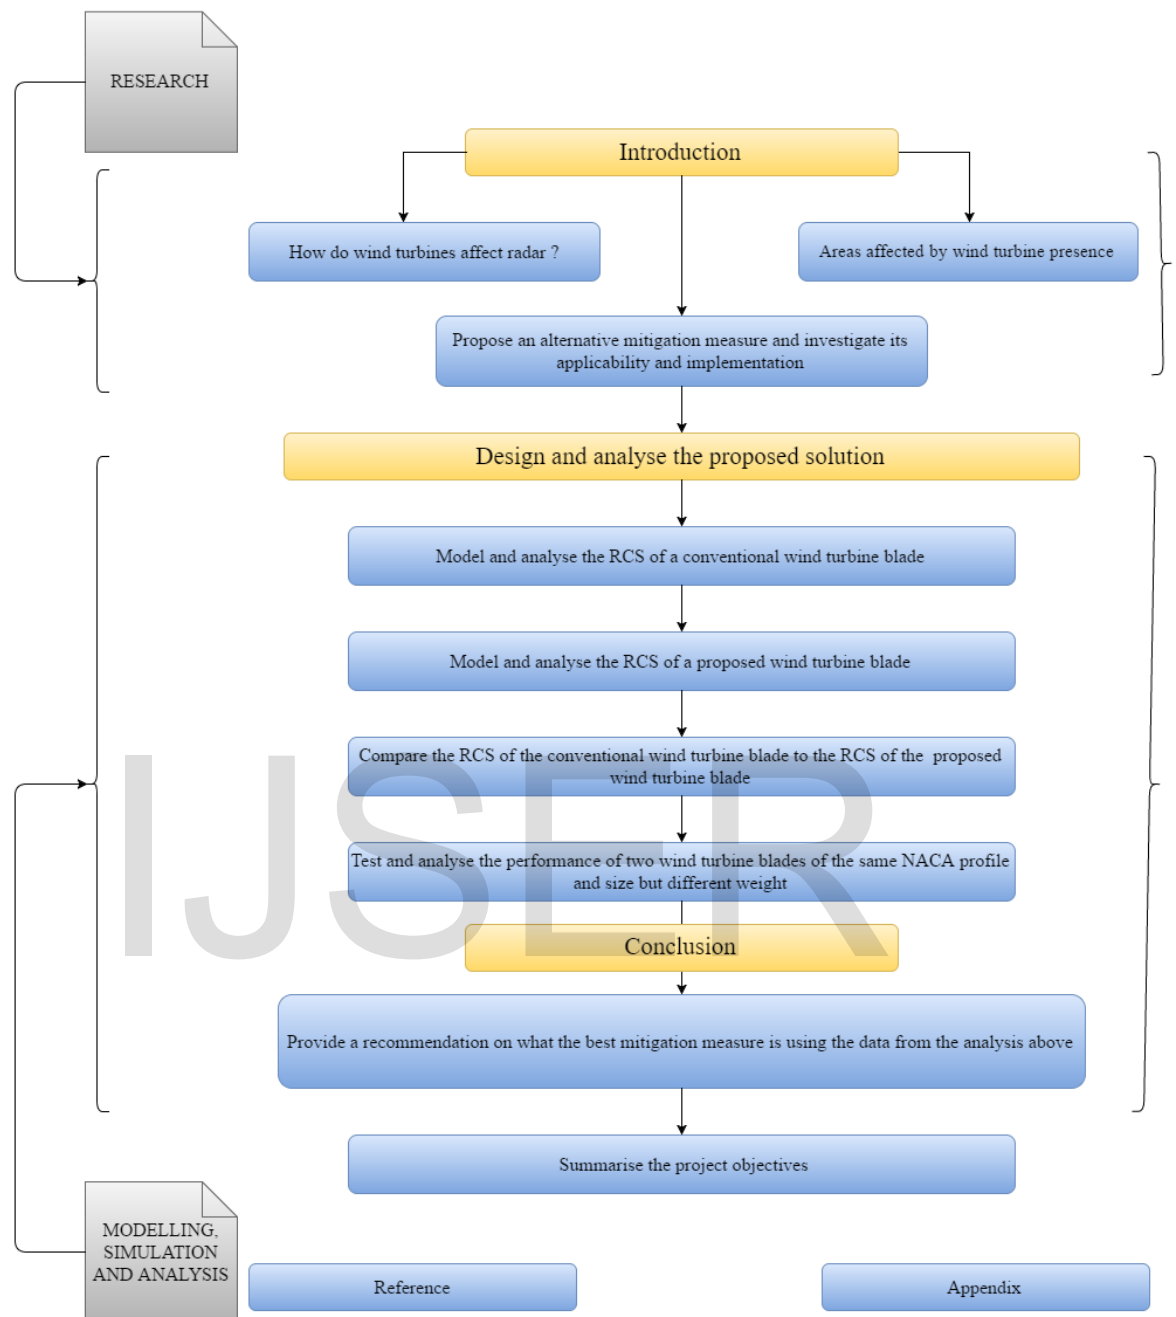 RESEARCH
Introduction
How do wind turbines affect radar ?
Areas affected by wind turbine presence
Propose an alternative mitigation measure and investigate its
applicability and implementation
Design and analyse the proposed solution
Model and analyse the RCS of a conventional wind turbine blade
Model and analyse the RCS of a proposed wind turbine blade
Compare the RCS of the conventional wind turbine blade to the RCS of the proposed
wind turbine blade
Test and analyse the performance of two wind turbine blades of the same NACA profile
and size but different weight
IJSER
Conclusion
Provide a recommendation on what the best mitigation measure is using the data from the analysis above
Summarise the project objectives
MODELLING,
SIMULATION
AND ANALYSIS
Reference
Appendix